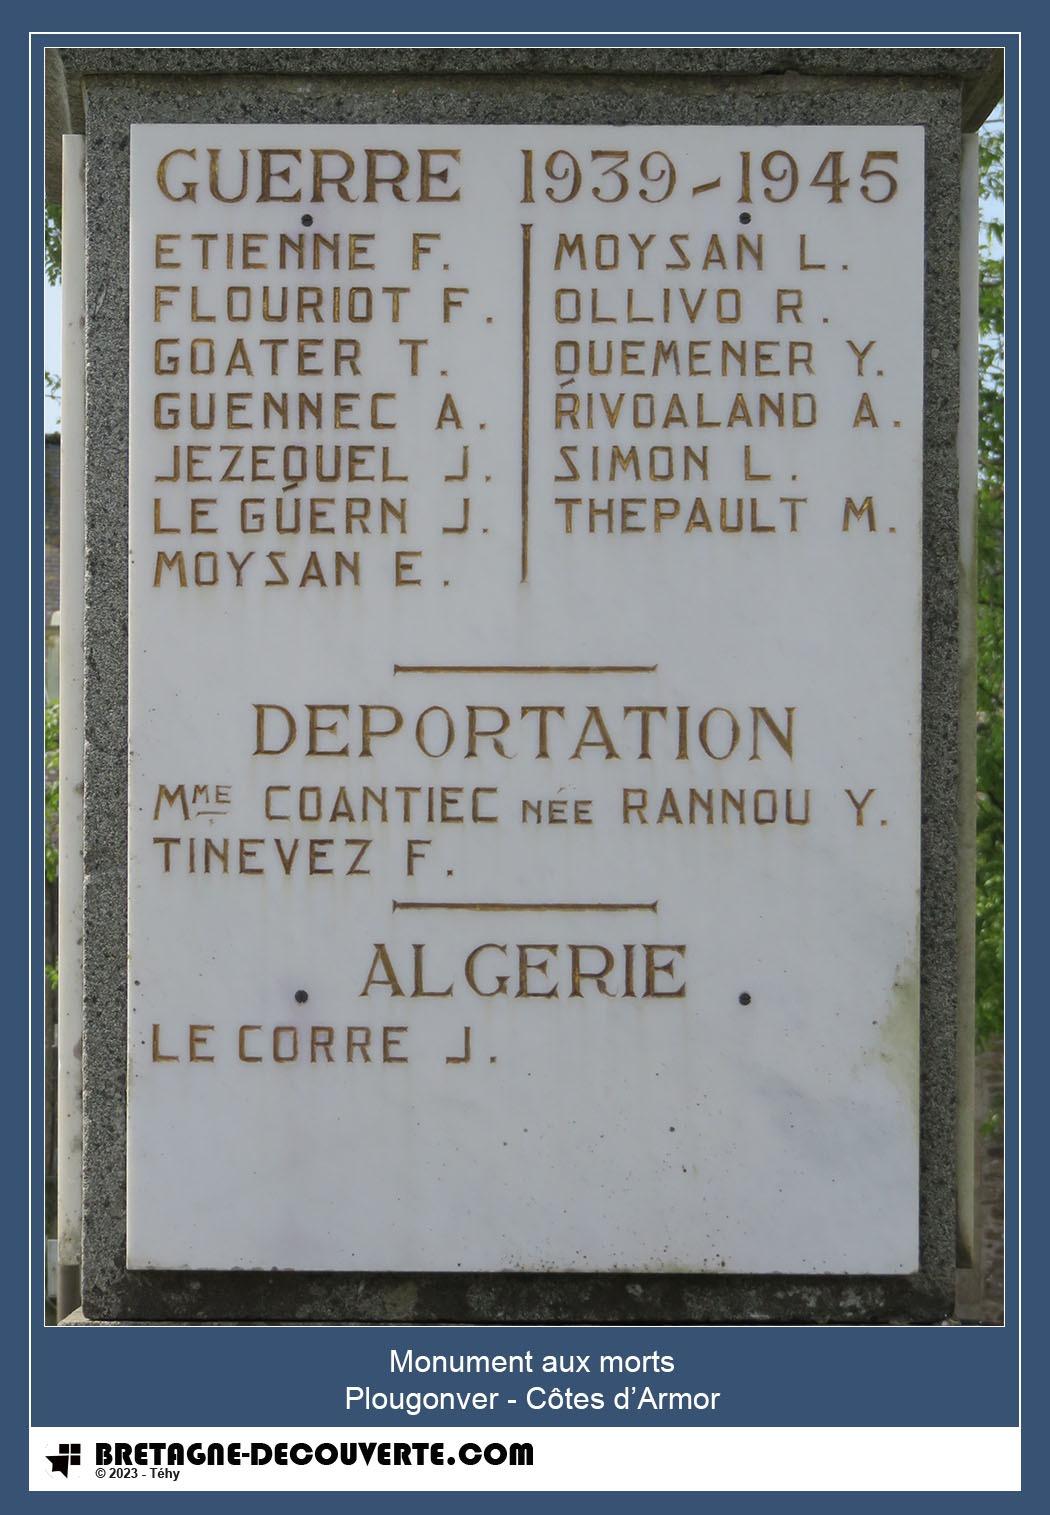 GUERRE 1939-1945
ETIENNE F.
FLOURIOT F.
GOATER T.
GUENNEC A.
JEZEQUEL J.
LE GUERN J.
MOYSAN E.
MOYSAN L.
OLLIVO R.
QUEMENER Y.
RIVOALAND A.
SIMON L.
THEPAULT M.
DEPORTATION
MME COANTIEC NÉE RANNOU Y.
TINEVEZ F.
ALGERIE
LE CORRE J.
Monument aux morts
Plougonver - Côtes d’Armor
BRETAGNE-DECOUVERTE.COM
© 2023 - Téhy